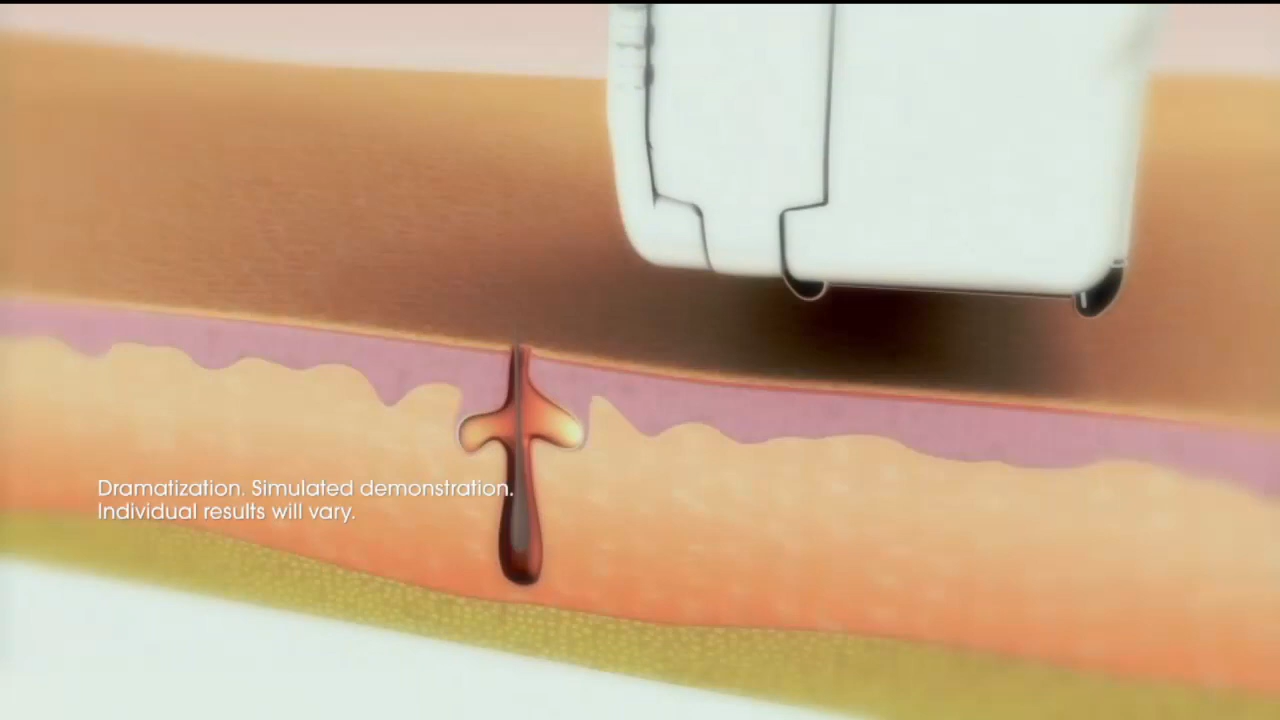 Dramatization. Simulated demonstration.
Individual results will vary.